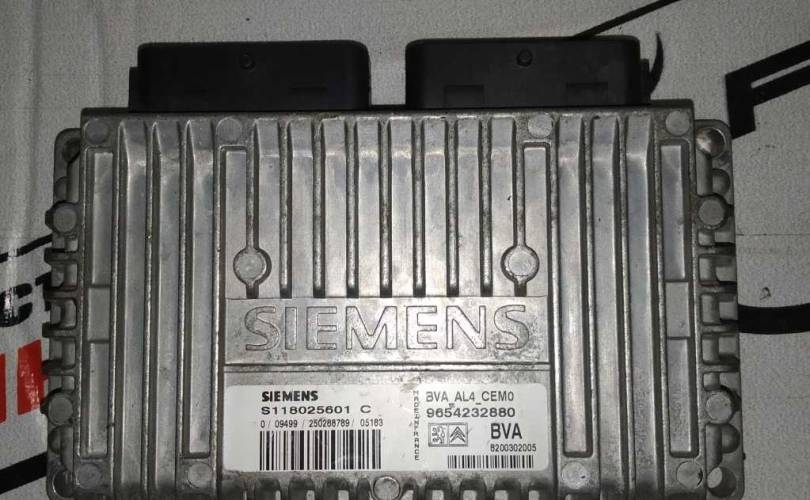 SIEMENS
SIEMENS
S118025601 C
0 / 09499 / 250288789 / 05183
MADE IN FRANCE
BVA_AL4_CEM0
9654232880
BVA
8200302005